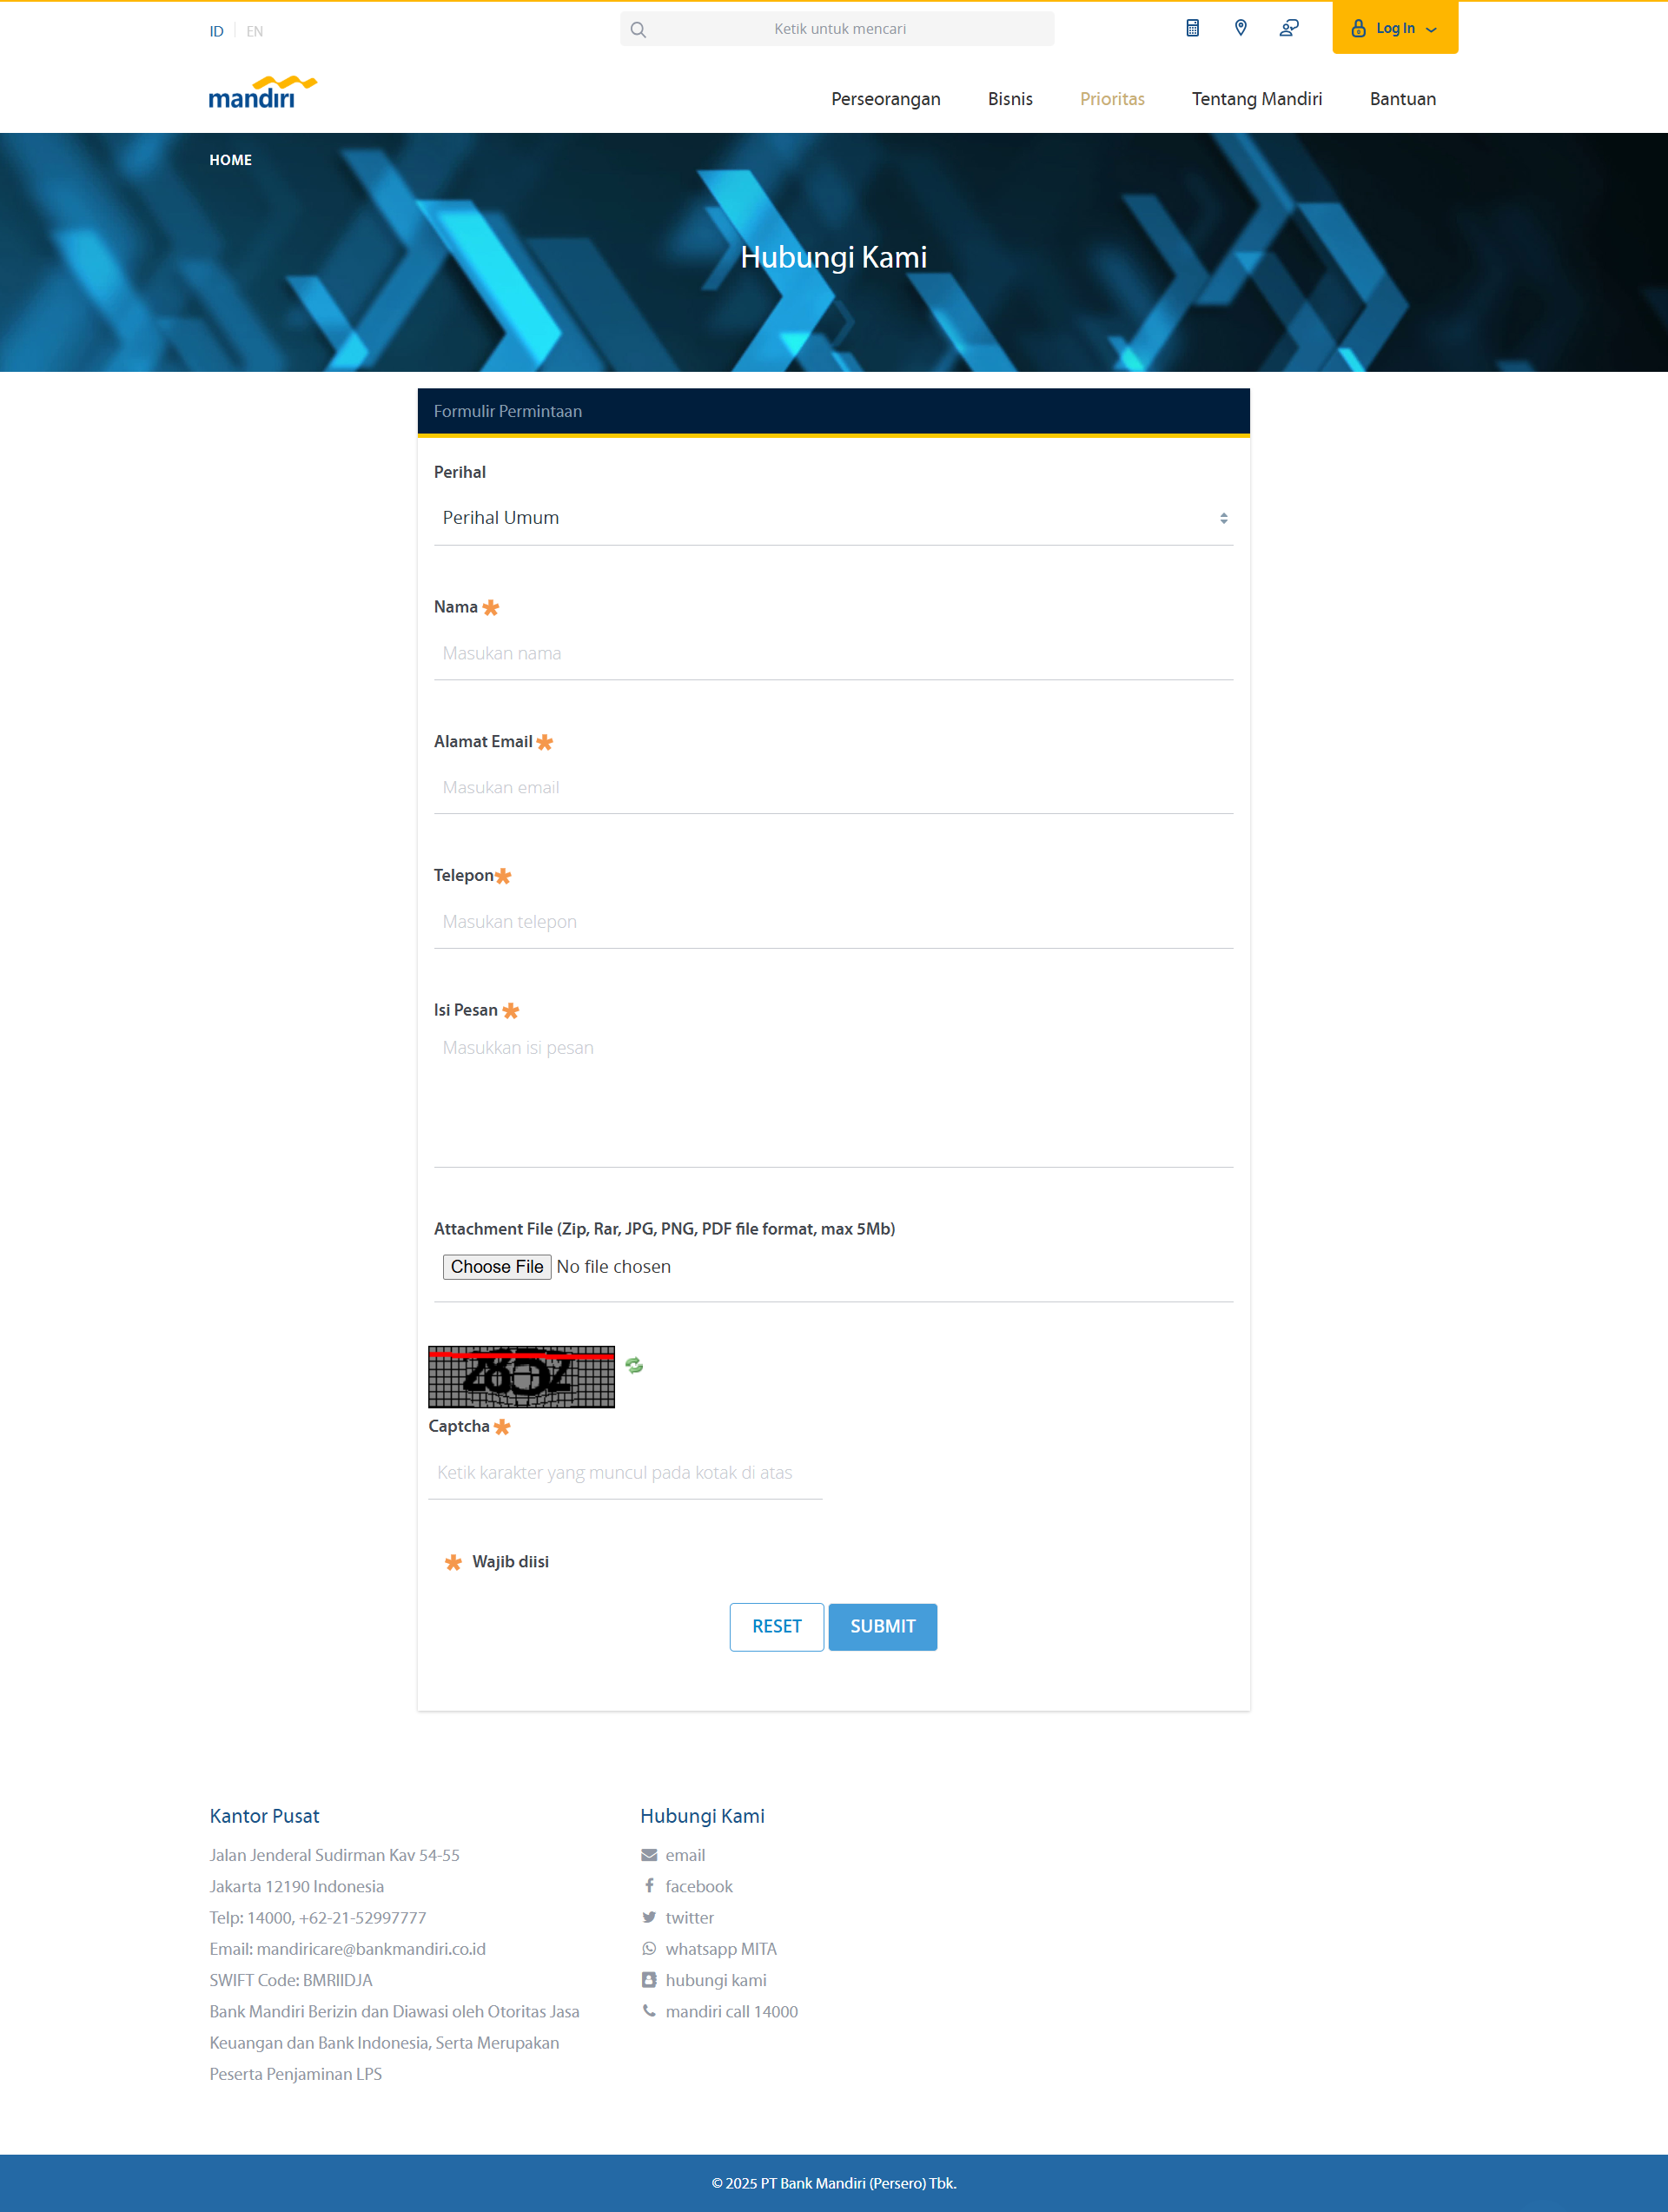 ID EN
Ketik untuk mencari
Log In
mandiri
Perseorangan Bisnis Prioritas Tentang Mandiri Bantuan
HOME
Hubungi Kami
Formulir Permintaan
Perihal
Perihal Umum
Nama *
Masukan nama
Alamat Email *
Masukan email
Telepon*
Masukan telepon
Isi Pesan *
Masukkan isi pesan
Attachment File (Zip, Rar, JPG, PNG, PDF file format, max 5Mb)
Choose File No file chosen
Captcha *
Ketik karakter yang muncul pada kotak di atas
* Wajib diisi
RESET SUBMIT
Kantor Pusat
Jalan Jenderal Sudirman Kav 54-55
Jakarta 12190 Indonesia
Telp: 14000, +62-21-52997777
Email: mandiricare@bankmandiri.co.id
SWIFT Code: BMRIIDJA
Bank Mandiri Berizin dan Diawasi oleh Otoritas Jasa
Keuangan dan Bank Indonesia, Serta Merupakan
Peserta Penjaminan LPS
Hubungi Kami
email
facebook
twitter
whatsapp MITA
hubungi kami
mandiri call 14000
© 2025 PT Bank Mandiri (Persero) Tbk.